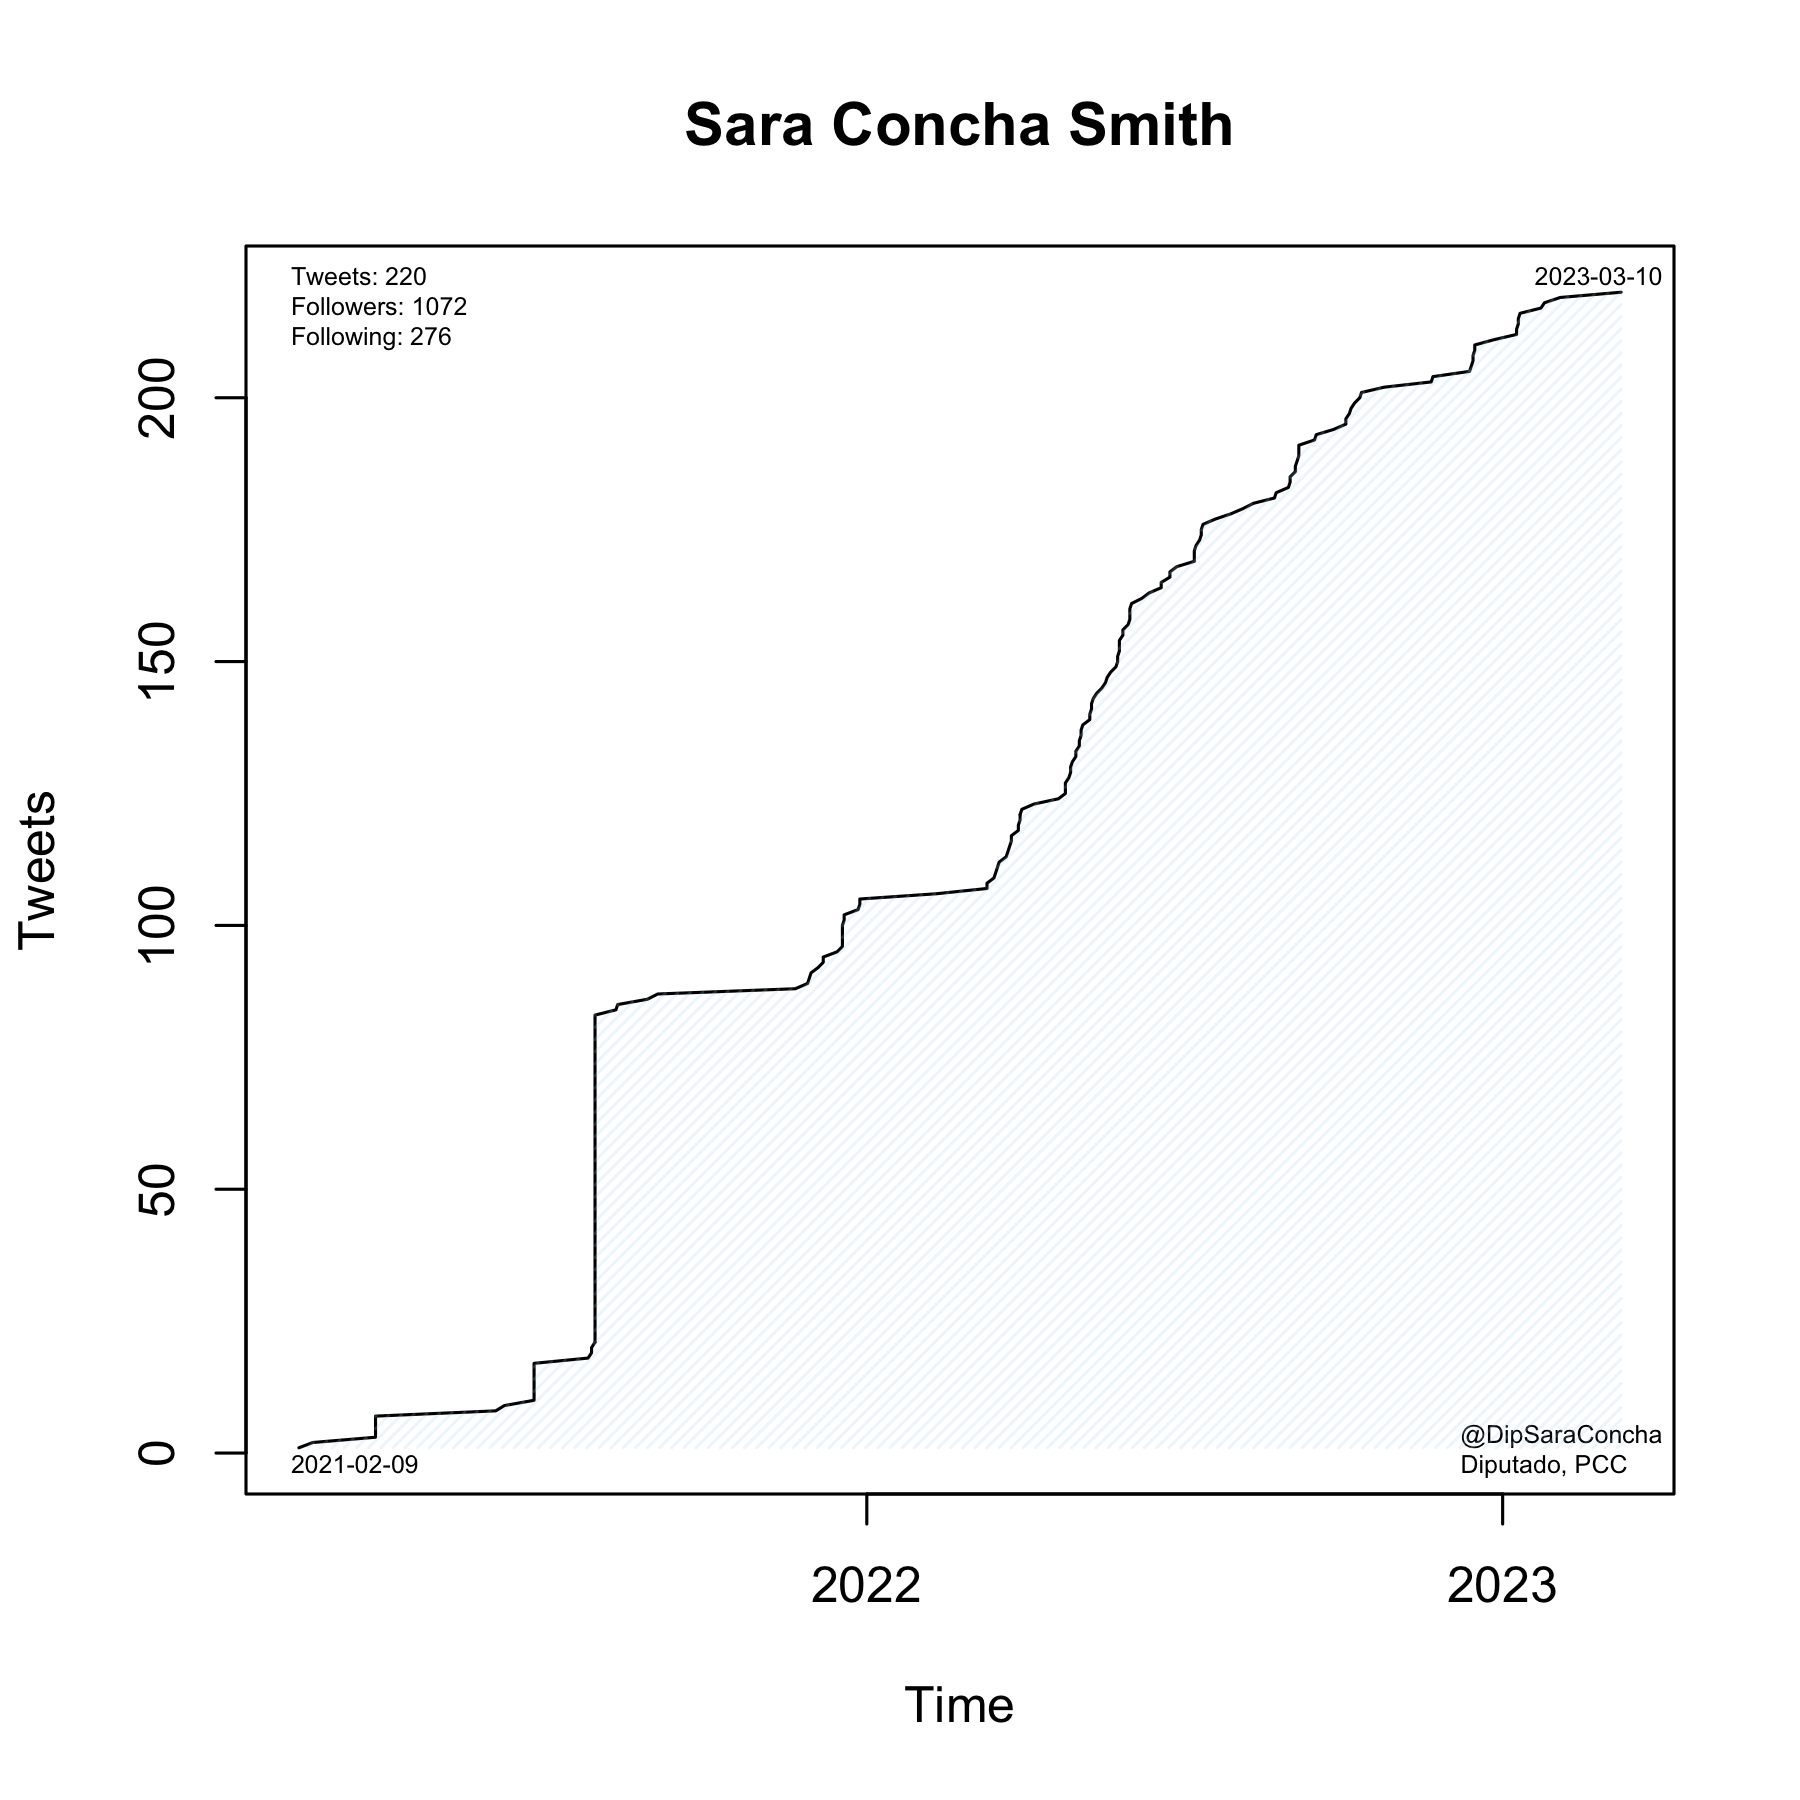 Sara Concha Smith
Tweets: 220
Followers: 1072
Following: 276
2023-03-10
200
150
100
50
0
Tweets
2021-02-09
@DipSaraConcha
Diputado, PCC
2022
2023
Time